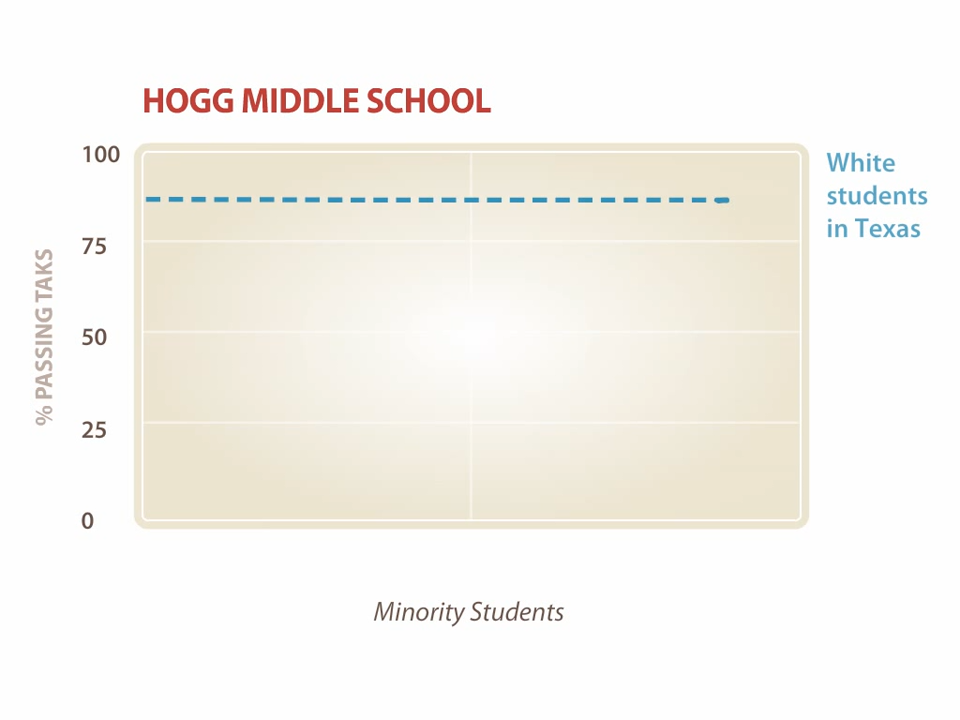 HOGG MIDDLE SCHOOL
100
75
50
25
0
% PASSING TAKS
White
students
in Texas
Minority Students